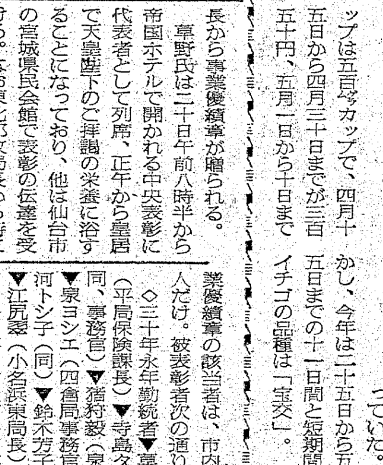 ップは五百㌘カップで、四月十
五日から四月三十日までが三百
五十円、五月一日から十日まで
っていた。
かし、今年は二十五日から五
五日までの十一日間と短期間
イチゴの品種は「宝交」。
長から事業優績章が贈られる。
草野氏は二十日午前八時半から
帝国ホテルで開かれる中央表彰に
代表者として列席、正午から皇居
で天皇陛下のご拝謁の栄誉に浴す
ることになっており、他は仙台市
の宮城県民会館で表彰の伝達を受
業優績章の該当者は、市内
人だけ。被表彰者次の通り
◇三十年永年勤続者▼草
（平局保険課長）▼寺島タ
同、事務官）▼猪狩毅（泉
▼泉ヨシエ（四倉局事務官
河トシ子（同）▼鈴木芳子
▼江尻翠（小名浜東局長）